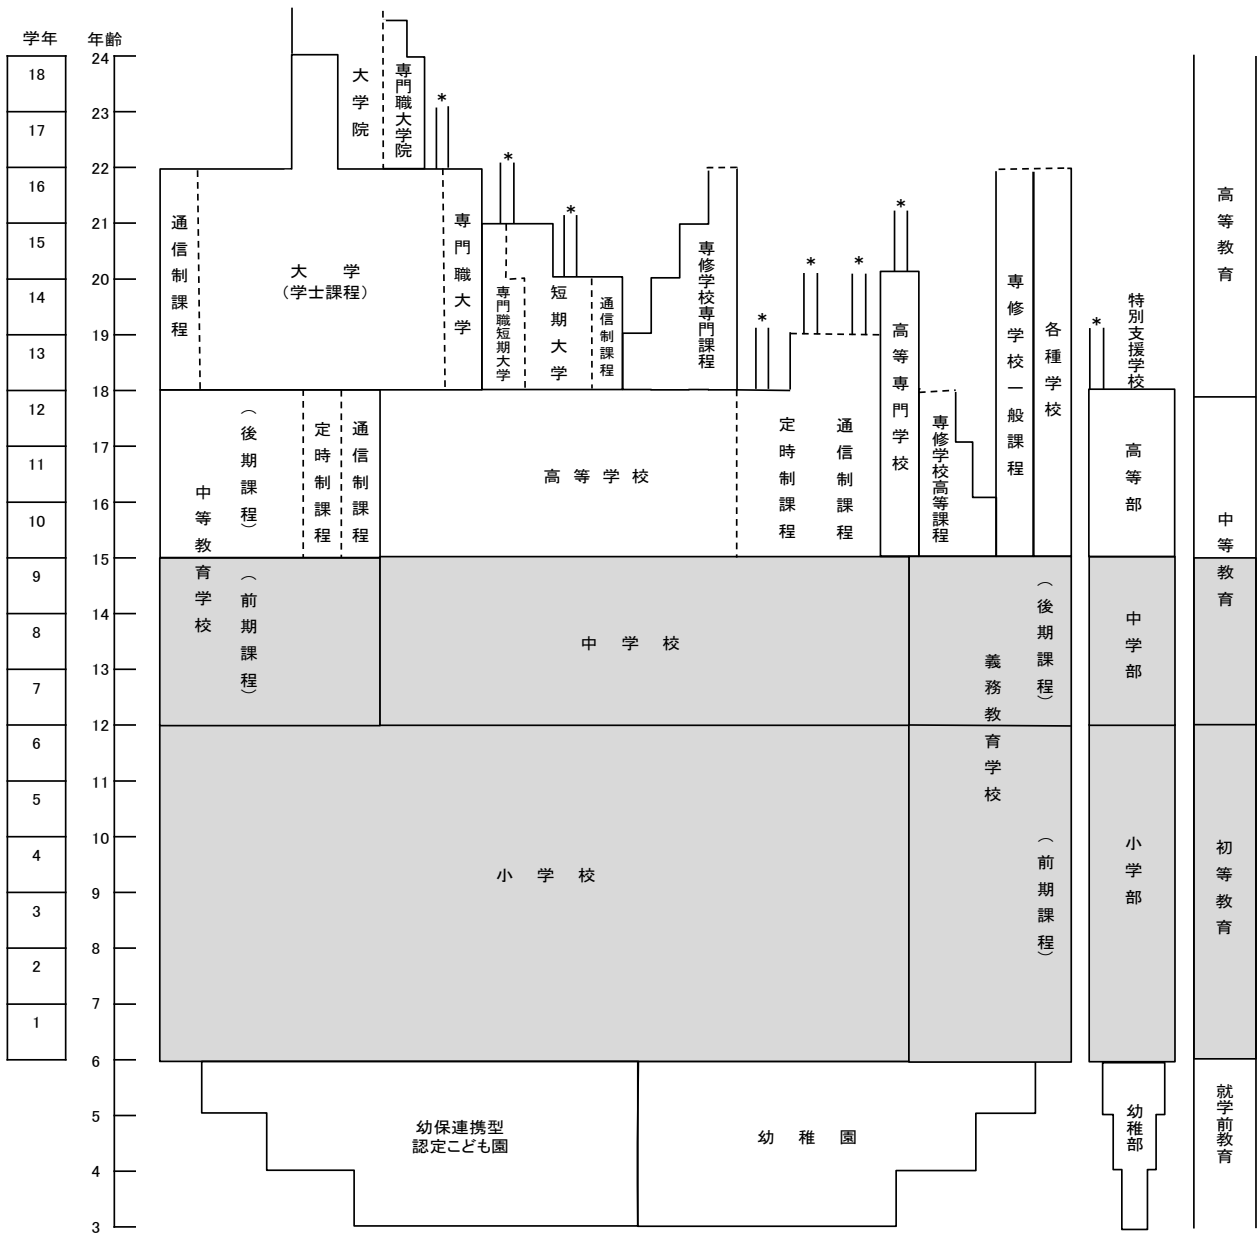 学年
年齢
18
17
16
15
14
13
12
11
10
9
8
7
6
5
4
3
2
1
24
23
22
21
20
19
18
17
16
15
14
13
12
11
10
9
8
7
6
5
4
3
大学院
専門職大学院
*
*
*
*
*
*
*
*
通信制課程
大学
(学士課程)
専門職大学
専門職短期大学
短期大学
通信制課程
専修学校専門課程
高等専門学校
専修学校一般課程
各種学校
特別支援学校
中等教育学校
(後期課程)
定時制課程
通信制課程
高等学校
定時制課程
通信制課程
専修学校高等課程
高等部
(前期課程)
中学校
義務教育学校
(後期課程)
中学部
小学校
(前期課程)
小学部
幼保連携型
認定こども園
幼稚園
幼稚部
高等教育
中等教育
初等教育
就学前教育